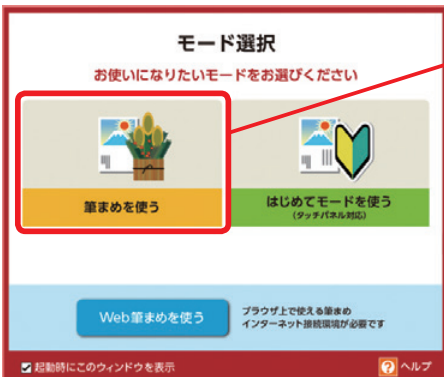 モード選択
お使いになりたいモードをお選びください
筆まめを使う
はじめてモードを使う
(タッチパネル対応)
Web筆まめを使う
ブラウザ上で使える筆まめ
インターネット接続環境が必要です
起動時にこのウィンドウを表示
?ヘルプ